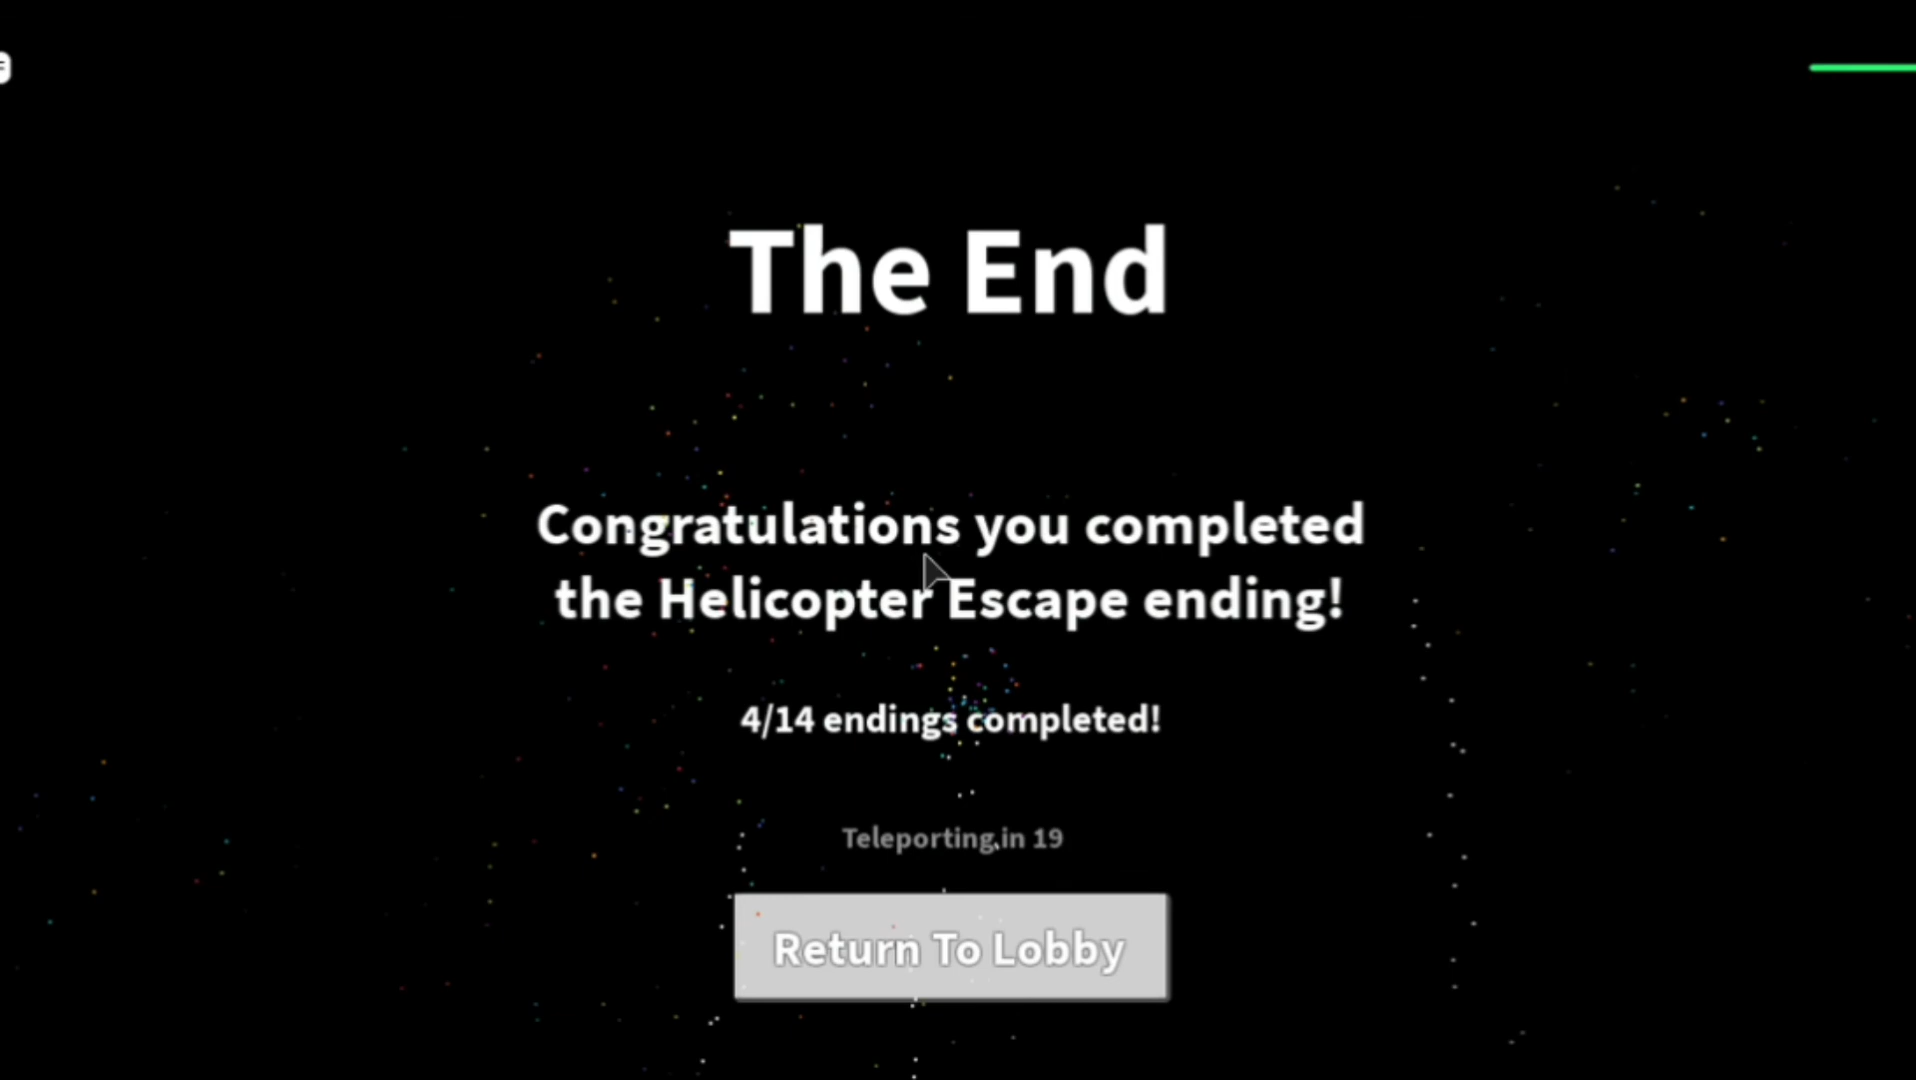 The End
Congratulations you completed
the Helicopter Escape ending!
4/14 endings completed!
Teleporting in 19
Return To Lobby